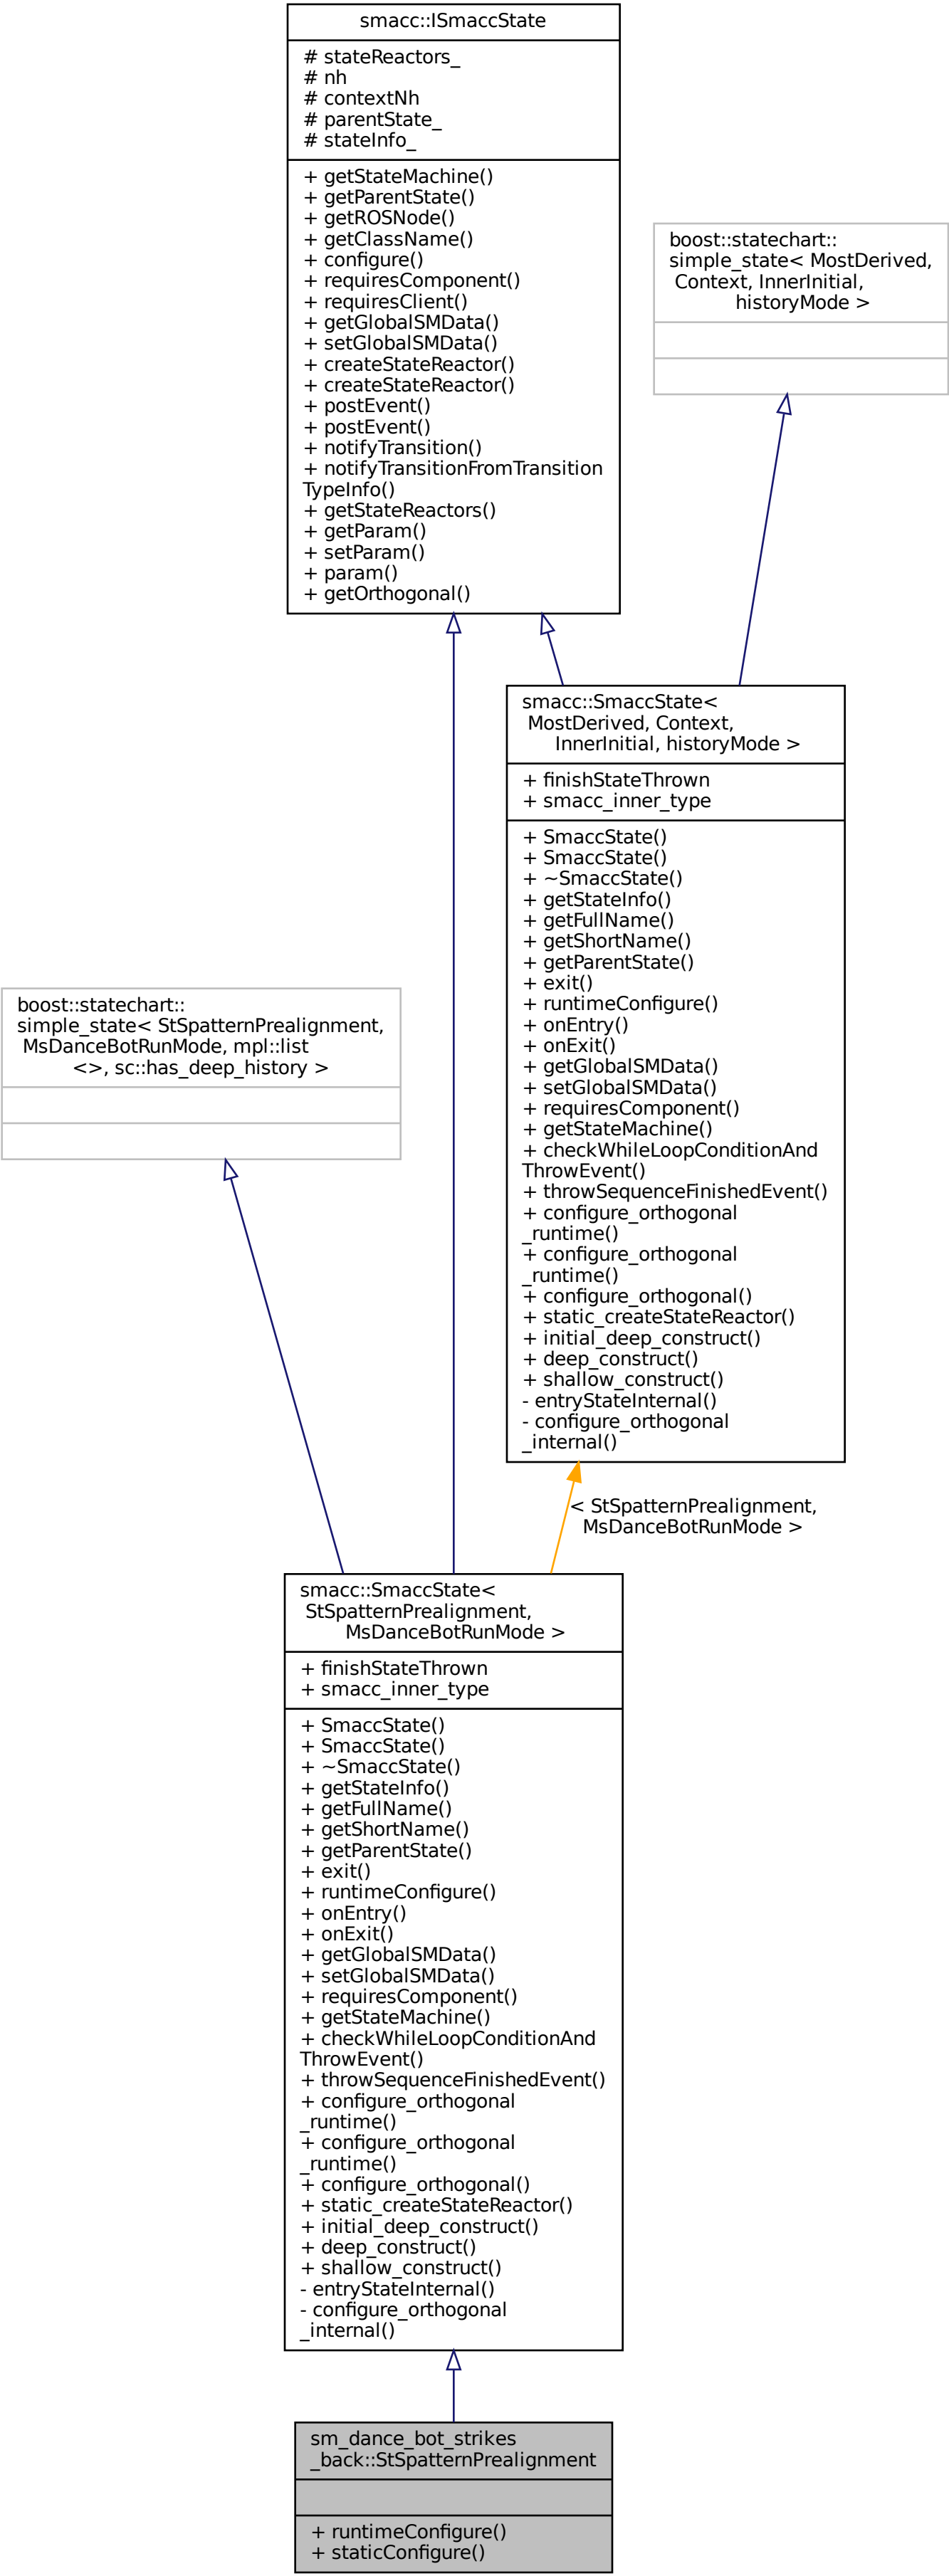 smacc::ISmaccState
# stateReactors_
# nh
# contextNh
# parentState_
# stateInfo_
+ getStateMachine()
+ getParentState()
+ getROSNode()
+ getClassName()
+ configure()
+ requiresComponent()
+ requiresClient()
+ getGlobalSMData()
+ setGlobalSMData()
+ createStateReactor()
+ createStateReactor()
+ postEvent()
+ postEvent()
+ notifyTransition()
+ notifyTransitionFromTransition
TypeInfo()
+ getStateReactors()
+ getParam()
+ setParam()
+ param()
+ getOrthogonal()
boost::statechart::
simple_state< MostDerived,
Context, InnerInitial,
historyMode >
smacc::SmaccState<
MostDerived, Context,
InnerInitial, historyMode >
+ finishStateThrown
+ smacc_inner_type
+ SmaccState()
+ SmaccState()
+ ~SmaccState()
+ getStateInfo()
+ getFullName()
+ getShortName()
+ getParentState()
+ exit()
+ runtimeConfigure()
+ onEntry()
+ onExit()
+ getGlobalSMData()
+ setGlobalSMData()
+ requiresComponent()
+ getStateMachine()
+ checkWhileLoopConditionAnd
ThrowEvent()
+ throwSequenceFinishedEvent()
+ configure_orthogonal
_runtime()
+ configure_orthogonal
_runtime()
+ configure_orthogonal()
+ static_createStateReactor()
+ initial_deep_construct()
+ deep_construct()
+ shallow_construct()
- entryStateInternal()
- configure_orthogonal
_internal()
boost::statechart::
simple_state< StSpatternPrealignment,
MsDanceBotRunMode, mpl::list
<>, sc::has_deep_history >
< StSpatternPrealignment,
MsDanceBotRunMode >
smacc::SmaccState<
StSpatternPrealignment,
MsDanceBotRunMode >
+ finishStateThrown
+ smacc_inner_type
+ SmaccState()
+ SmaccState()
+ ~SmaccState()
+ getStateInfo()
+ getFullName()
+ getShortName()
+ getParentState()
+ exit()
+ runtimeConfigure()
+ onEntry()
+ onExit()
+ getGlobalSMData()
+ setGlobalSMData()
+ requiresComponent()
+ getStateMachine()
+ checkWhileLoopConditionAnd
ThrowEvent()
+ throwSequenceFinishedEvent()
+ configure_orthogonal
_runtime()
+ configure_orthogonal
_runtime()
+ configure_orthogonal()
+ static_createStateReactor()
+ initial_deep_construct()
+ deep_construct()
+ shallow_construct()
- entryStateInternal()
- configure_orthogonal
_internal()
sm_dance_bot_strikes
_back::StSpatternPrealignment
+ runtimeConfigure()
+ staticConfigure()